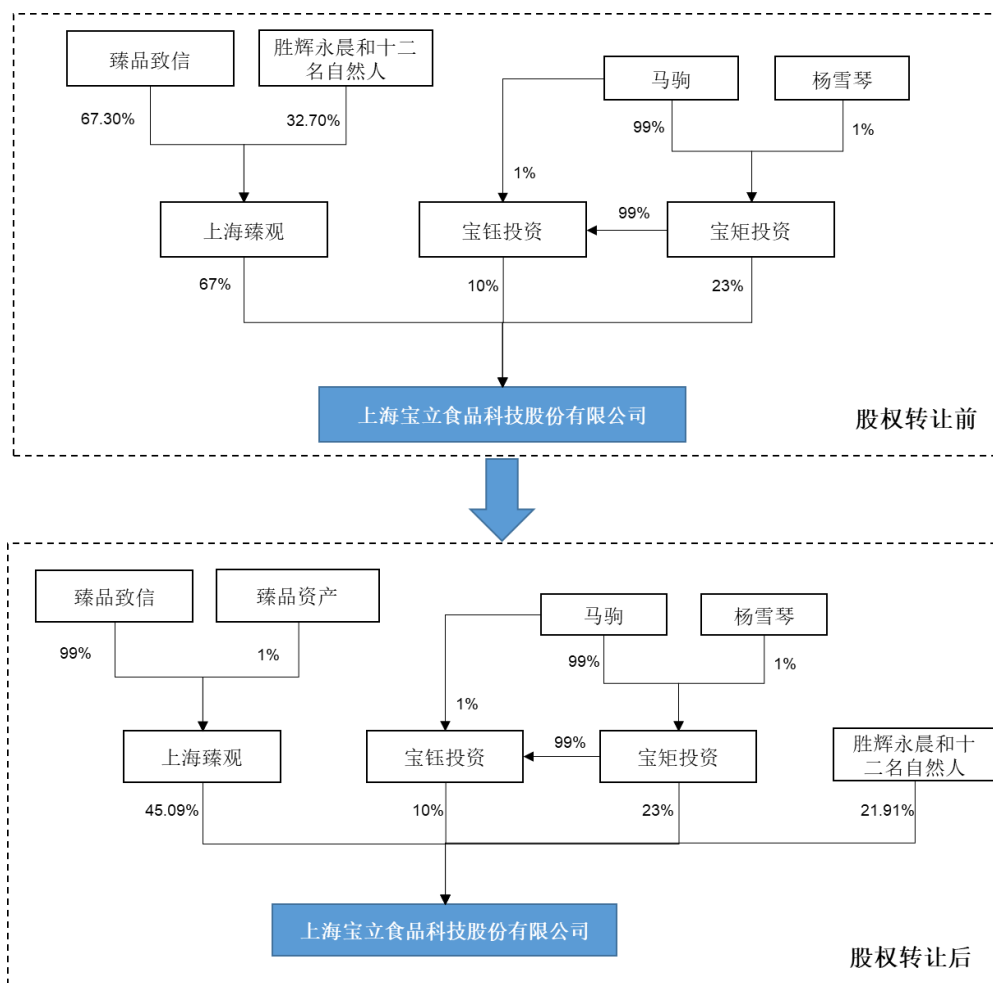 臻品致信
胜辉永晨和十二
名自然人
马驹
杨雪琴
67.30%
32.70%
99%
1%
1%
上海臻观
宝钰投资
99%
宝矩投资
67%
10%
23%
上海宝立食品科技股份有限公司
股权转让前
臻品致信
臻品资产
马驹
杨雪琴
99%
1%
99%
1%
1%
上海臻观
宝钰投资
99%
宝矩投资
胜辉永晨和十
二名自然人
45.09%
10%
23%
21.91%
上海宝立食品科技股份有限公司
股权转让后